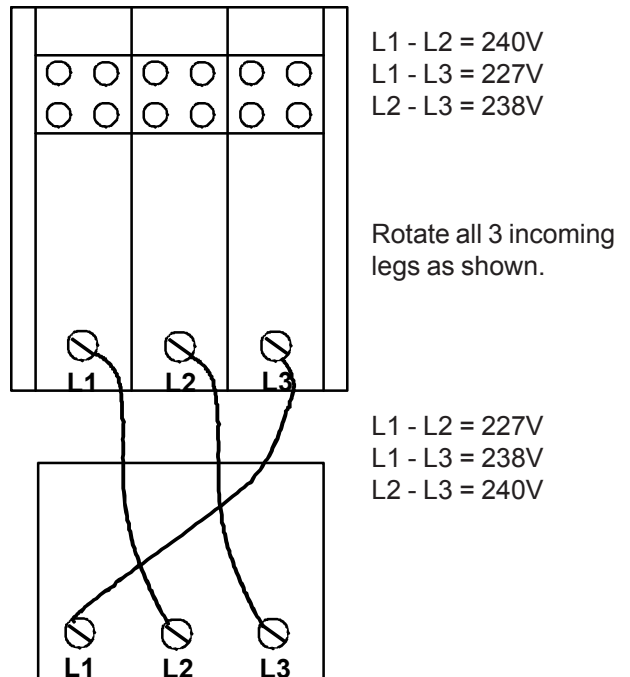 L1 - L2 = 240V
L1 - L3 = 227V
L2 - L3 = 238V
Rotate all 3 incoming
legs as shown.
L1 L2 L3
L1 - L2 = 227V
L1 - L3 = 238V
L2 - L3 = 240V
L1 L2 L3